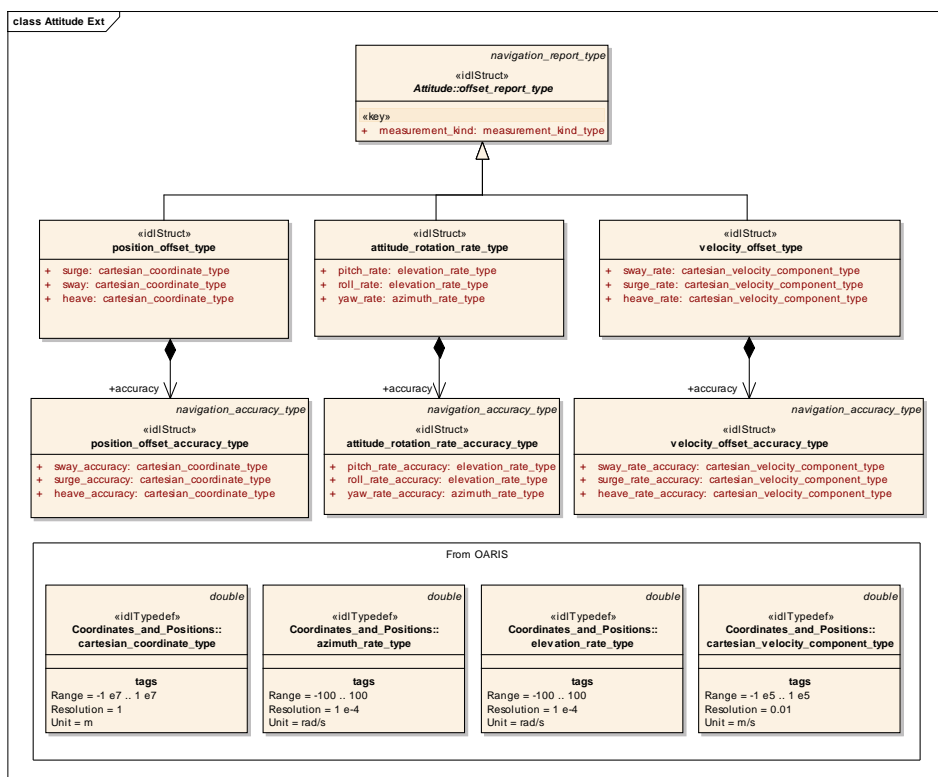 class Attitude Ext
navigation_report_type
«idlStruct»
Attitude::offset_report_type
«key»
+ measurement_kind: measurement_kind_type
«idlStruct»
position_offset_type
+ surge: cartesian_coordinate_type
+ sway: cartesian_coordinate_type
+ heave: cartesian_coordinate_type
«idlStruct»
attitude_rotation_rate_type
+ pitch_rate: elevation_rate_type
+ roll_rate: elevation_rate_type
+ yaw_rate: azimuth_rate_type
«idlStruct»
velocity_offset_type
+ sway_rate: cartesian_velocity_component_type
+ surge_rate: cartesian_velocity_component_type
+ heave_rate: cartesian_velocity_component_type
+accuracy
+accuracy
+accuracy
navigation_accuracy_type
«idlStruct»
position_offset_accuracy_type
+ sway_accuracy: cartesian_coordinate_type
+ surge_accuracy: cartesian_coordinate_type
+ heave_accuracy: cartesian_coordinate_type
navigation_accuracy_type
«idlStruct»
attitude_rotation_rate_accuracy_type
+ pitch_rate_accuracy: elevation_rate_type
+ roll_rate_accuracy: elevation_rate_type
+ yaw_rate_accuracy: azimuth_rate_type
navigation_accuracy_type
«idlStruct»
velocity_offset_accuracy_type
+ sway_rate_accuracy: cartesian_velocity_component_type
+ surge_rate_accuracy: cartesian_velocity_component_type
+ heave_rate_accuracy: cartesian_velocity_component_type
From OARIS
double
«idlTypedef»
Coordinates_and_Positions::
cartesian_coordinate_type
tags
Range = -1 e7 .. 1 e7
Resolution = 1
Unit = m
double
«idlTypedef»
Coordinates_and_Positions::
azimuth_rate_type
tags
Range = -100 .. 100
Resolution = 1 e-4
Unit = rad/s
double
«idlTypedef»
Coordinates_and_Positions::
elevation_rate_type
tags
Range = -100 .. 100
Resolution = 1 e-4
Unit = rad/s
double
«idlTypedef»
Coordinates_and_Positions::
cartesian_velocity_component_type
tags
Range = -1 e5 .. 1 e5
Resolution = 0.01
Unit = m/s